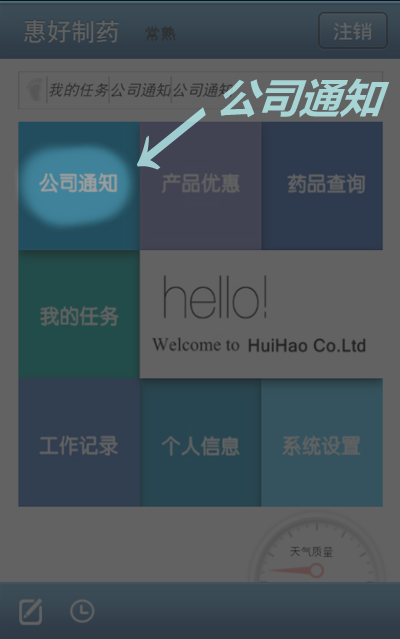 惠好制药 常熟 注销
我的任务 公司通知 公司通知
公司通知
公司通知 产品优惠 药品查询
我的任务
hello!
Welcome to HuiHao Co.Ltd
工作记录 个人信息 系统设置
天气质量